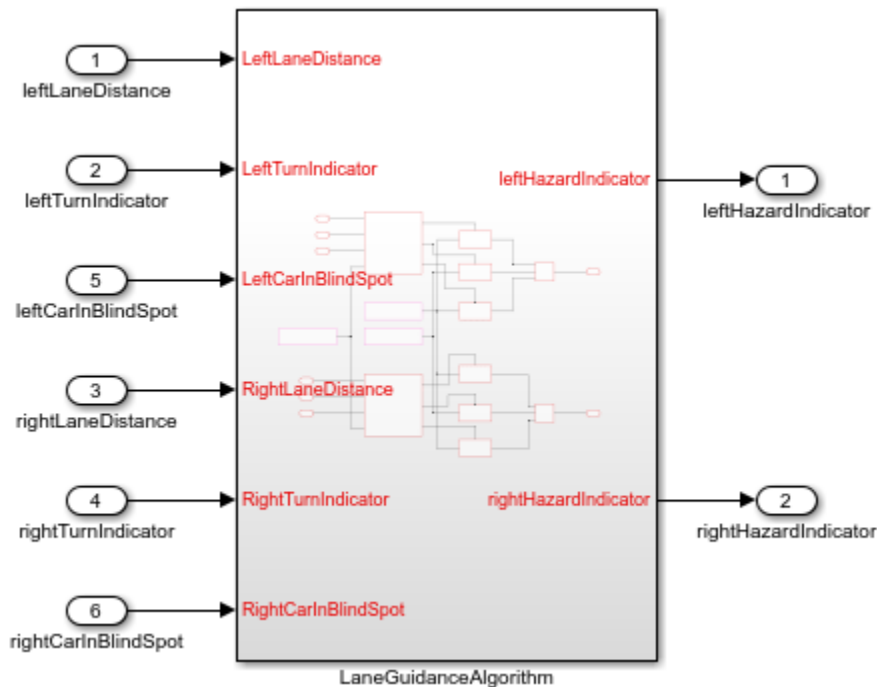 1
leftLaneDistance
LeftLaneDistance
2
leftTurnIndicator
LeftTurnIndicator
5
leftCarInBlindSpot
LeftCarInBlindSpot
3
rightLaneDistance
RightLaneDistance
4
rightTurnIndicator
RightTurnIndicator
6
rightCarInBlindSpot
RightCarInBlindSpot
leftHazardIndicator
1
leftHazardIndicator
rightHazardIndicator
2
rightHazardIndicator
LaneGuidanceAlgorithm